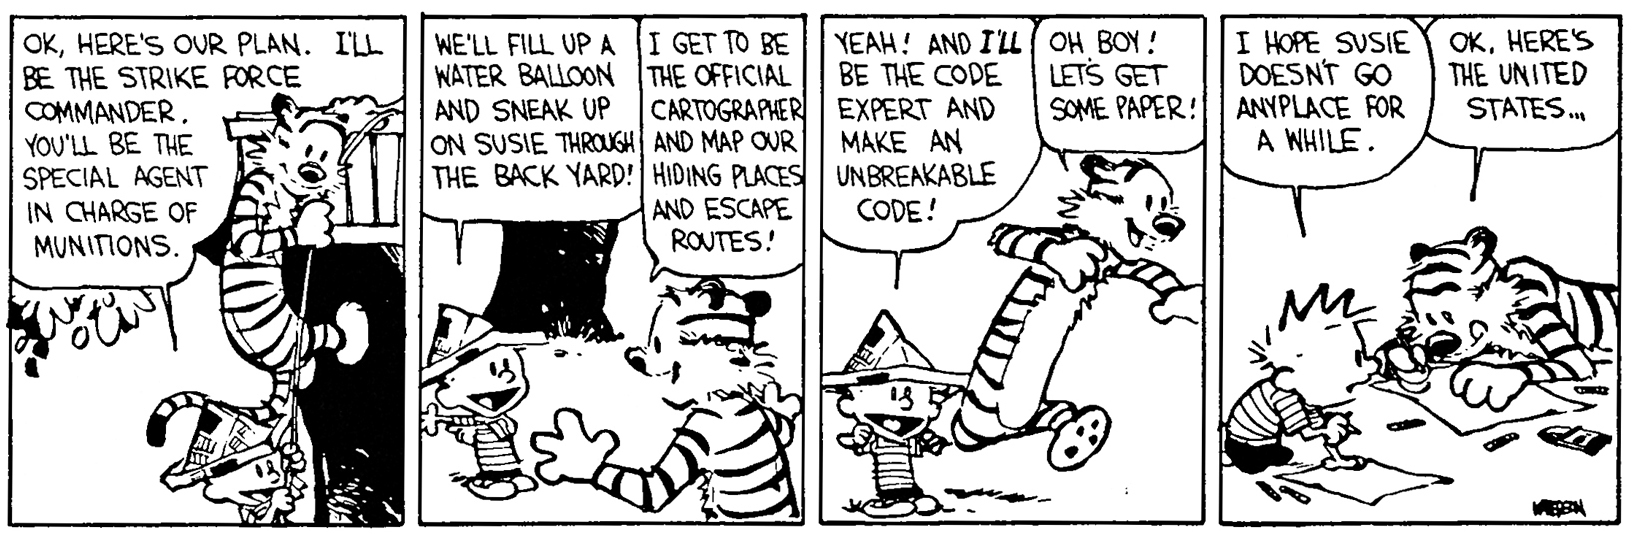 OK, HERE'S OUR PLAN. I'LL
BE THE STRIKE FORCE
COMMANDER.
YOU'LL BE THE
SPECIAL AGENT
IN CHARGE OF
MUNITIONS.
WE'LL FILL UP A
WATER BALLOON
AND SNEAK UP
ON SUSIE THROUGH
THE BACK YARD!
I GET TO BE
THE OFFICIAL
CARTOGRAPHER
AND MAP OUR
HIDING PLACES
AND ESCAPE
ROUTES!
YEAH! AND I'LL
BE THE CODE
EXPERT AND
MAKE AN
UNBREAKABLE
CODE!
OH BOY!
LET'S GET
SOME PAPER!
I HOPE SUSIE
DOESN'T GO
ANYPLACE FOR
A WHILE.
OK, HERE'S
THE UNITED
STATES...
WATTERSON